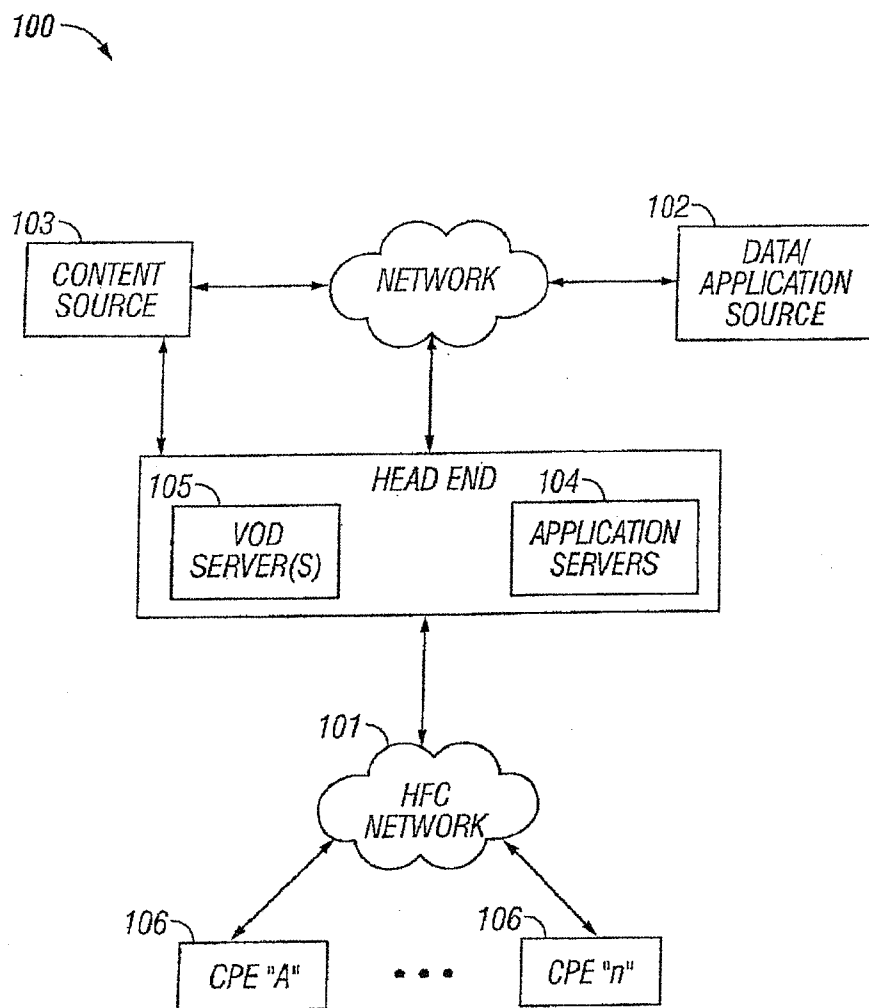 100
103
CONTENT
SOURCE
NETWORK
102
DATA/
APPLICATION
SOURCE
HEAD END
105
VOD
SERVER(S)
104
APPLICATION
SERVERS
101
HFC
NETWORK
106
CPE "A"
• • •
106
CPE "n"